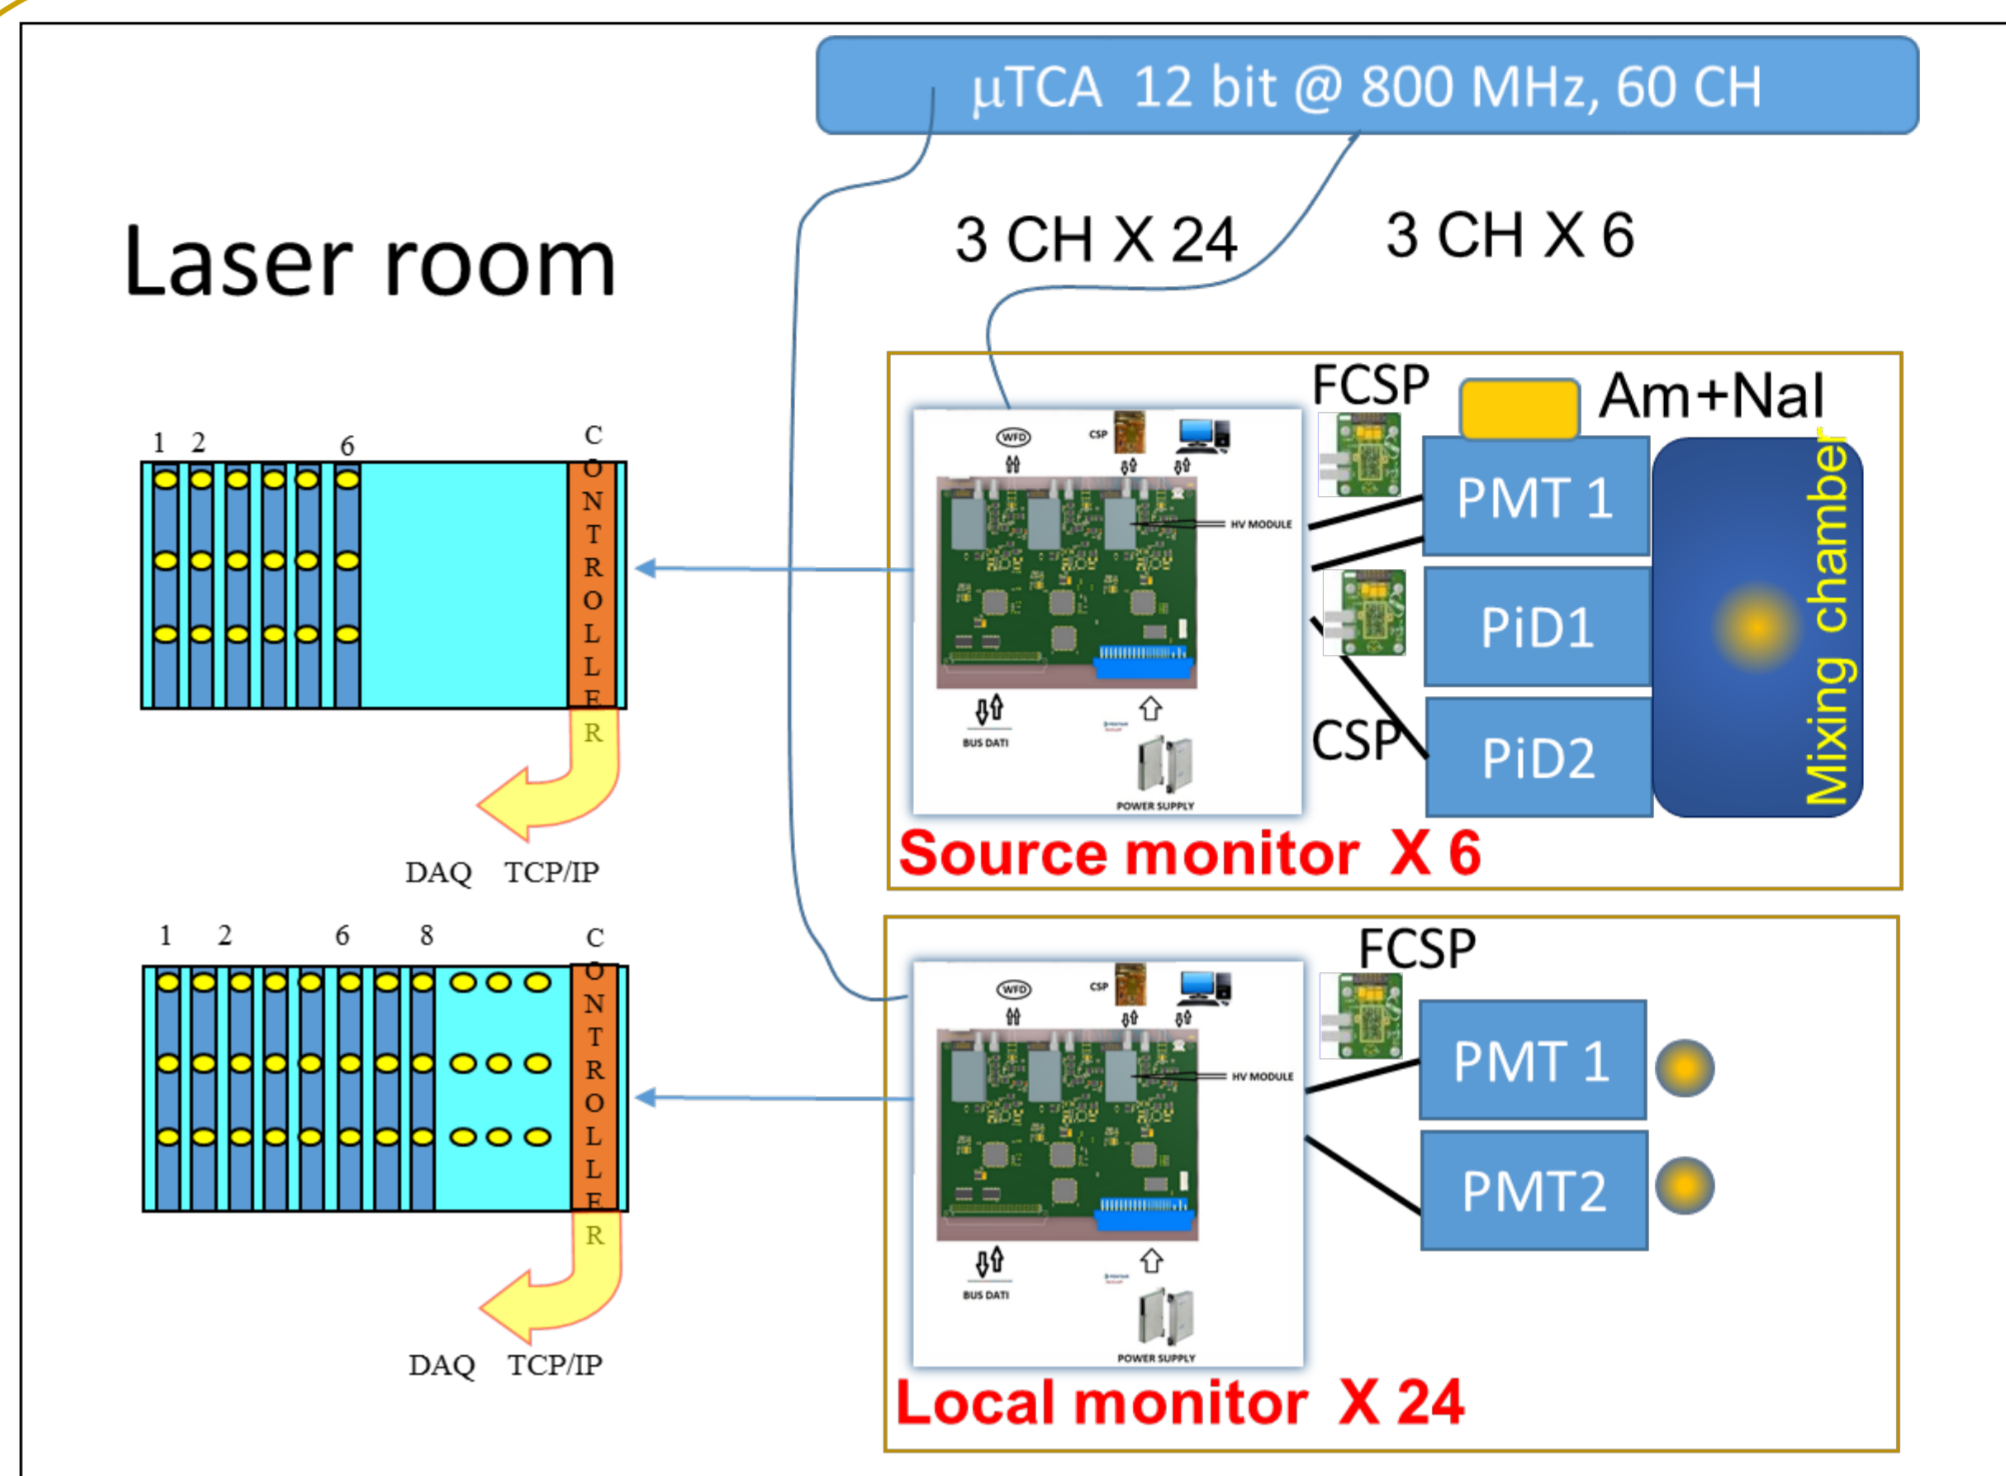 μTCA 12 bit @ 800 MHz, 60 CH
3 CH X 24
3 CH X 6
Laser room
1 2 6
CONTROLLER
DAQ TCP/IP
FCSP
Am+NaI
WFD
CSP
HV MODULE
BUS DATI
POWER SUPPLY
PMT 1
PiD1
CSP
PiD2
Mixing chamber
Source monitor X 6
1 2 6 8
CONTROLLER
DAQ TCP/IP
FCSP
WFD
CSP
HV MODULE
BUS DATI
POWER SUPPLY
PMT 1
PMT2
Local monitor X 24